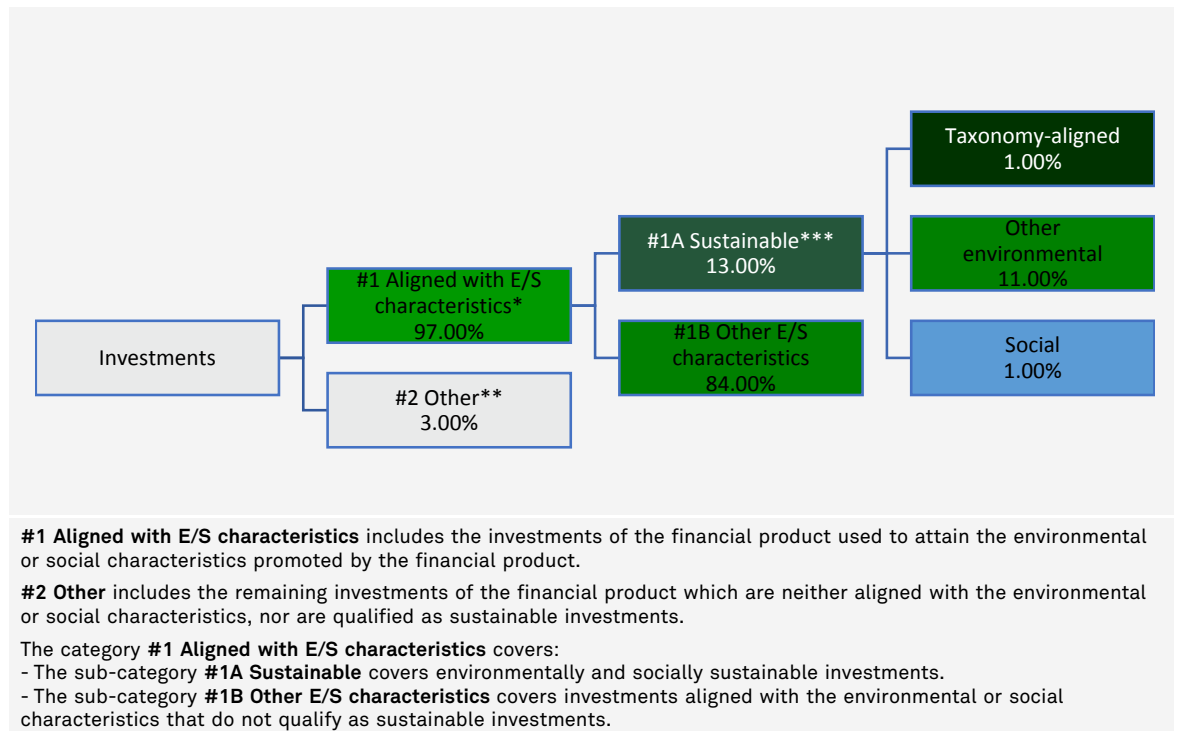 Taxonomy-aligned
1.00%
#1A Sustainable***
13.00%
Other
environmental
11.00%
#1 Aligned with E/S
characteristics*
97.00%
Investments
#1B Other E/S
characteristics
84.00%
Social
1.00%
#2 Other**
3.00%
#1 Aligned with E/S characteristics includes the investments of the financial product used to attain the environmental
or social characteristics promoted by the financial product.
#2 Other includes the remaining investments of the financial product which are neither aligned with the environmental
or social characteristics, nor are qualified as sustainable investments.
The category #1 Aligned with E/S characteristics covers:
- The sub-category #1A Sustainable covers environmentally and socially sustainable investments.
- The sub-category #1B Other E/S characteristics covers investments aligned with the environmental or social
characteristics that do not qualify as sustainable investments.